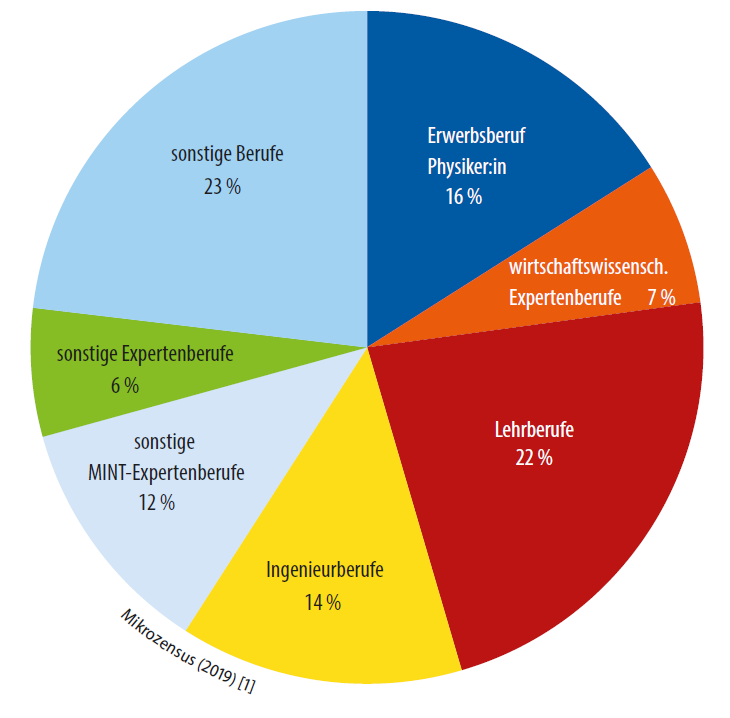 sonstige Berufe
23 %
Erwerbsberuf
Physiker:in
16 %
wirtschaftswissensch.
Expertenberufe 7 %
sonstige Expertenberufe
6 %
Lehrberufe
22 %
sonstige
MINT-Expertenberufe
12 %
Ingenieurberufe
14 %
Mikrozensus (2019) [1]